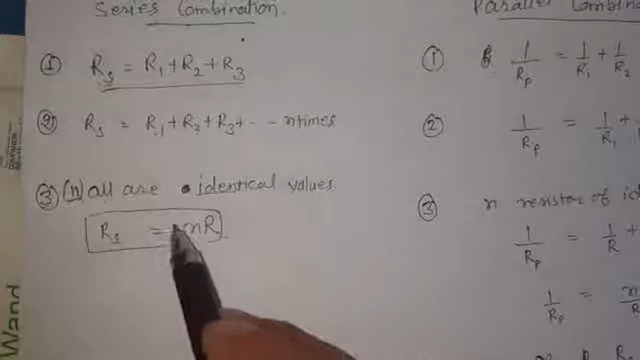 Series Combination.
① Rs = R1 + R2 + R3
② Rs = R1 + R2 + R3 + - - n times
③ (n) all are identical values
Rs = nR
Parallel Combin
① 1/Rp = 1/R1 + 1/R2
② 1/Rp = 1/R1 +
③ n resistor of id
1/Rp = 1/R +
1/Rp = n/R
Wand